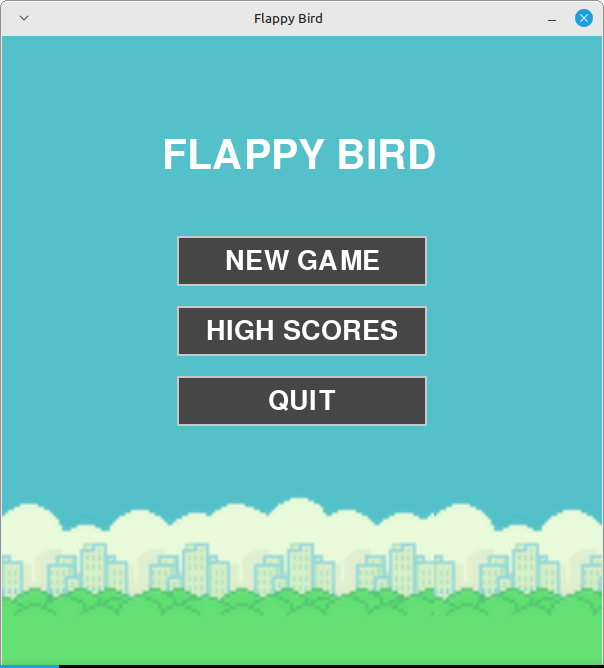 Flappy Bird
FLAPPY BIRD
NEW GAME
HIGH SCORES
QUIT